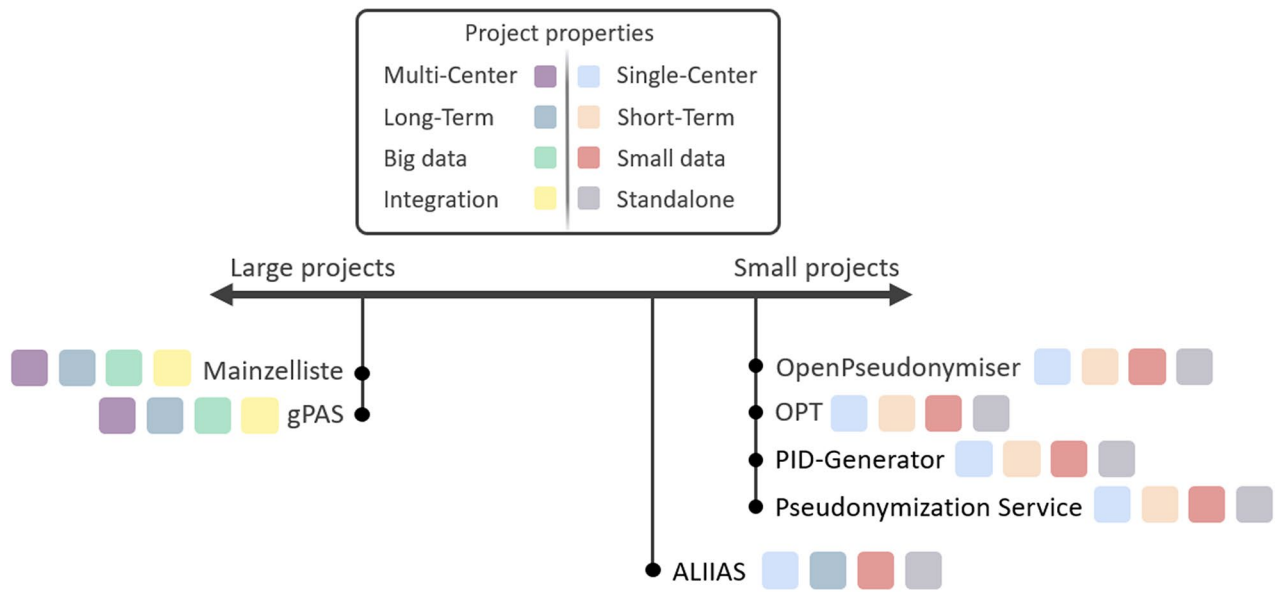 Project properties
Multi-Center Single-Center
Long-Term Short-Term
Big data Small data
Integration Standalone
Large projects Small projects
Mainzelliste OpenPseudonymiser
gPAS OPT
PID-Generator
Pseudonymization Service
ALIIAS